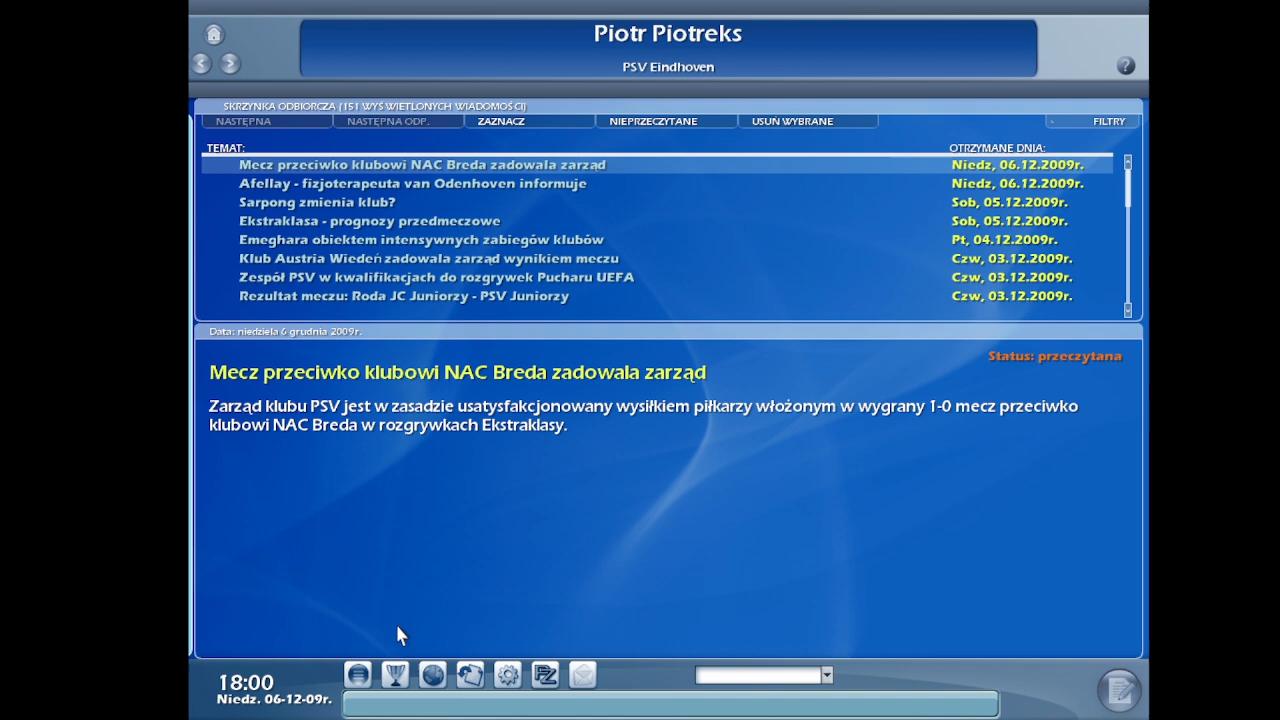 Piotr Piotreks
PSV Eindhoven
SKRZYNKA ODBIORCZA (151 WYŚWIETLONYCH WIADOMOŚCI)
NASTĘPNA NASTĘPNA ODP. ZAZNACZ NIEPRZECZYTANE USUŃ WYBRANE FILTRY
TEMAT: OTRZYMANE DNIA:
Mecz przeciwko klubowi NAC Breda zadowala zarząd Niedz, 06.12.2009r.
Afellay - fizjoterapeuta van Odenhoven informuje Niedz, 06.12.2009r.
Sarpong zmienia klub? Sob, 05.12.2009r.
Ekstraklasa - prognozy przedmeczowe Sob, 05.12.2009r.
Emeghara obiektem intensywnych zabiegów klubów Pt, 04.12.2009r.
Klub Austria Wiedeń zadowala zarząd wynikiem meczu Czw, 03.12.2009r.
Zespół PSV w kwalifikacjach do rozgrywek Pucharu UEFA Czw, 03.12.2009r.
Rezultat meczu: Roda JC Juniorzy - PSV Juniorzy Czw, 03.12.2009r.
Data: niedziela 6 grudnia 2009r.
Status: przeczytana
Mecz przeciwko klubowi NAC Breda zadowala zarząd
Zarząd klubu PSV jest w zasadzie usatysfakcjonowany wysiłkiem piłkarzy włożonym w wygrany 1-0 mecz przeciwko
klubowi NAC Breda w rozgrywkach Ekstraklasy.
18:00
Niedz. 06-12-09r.